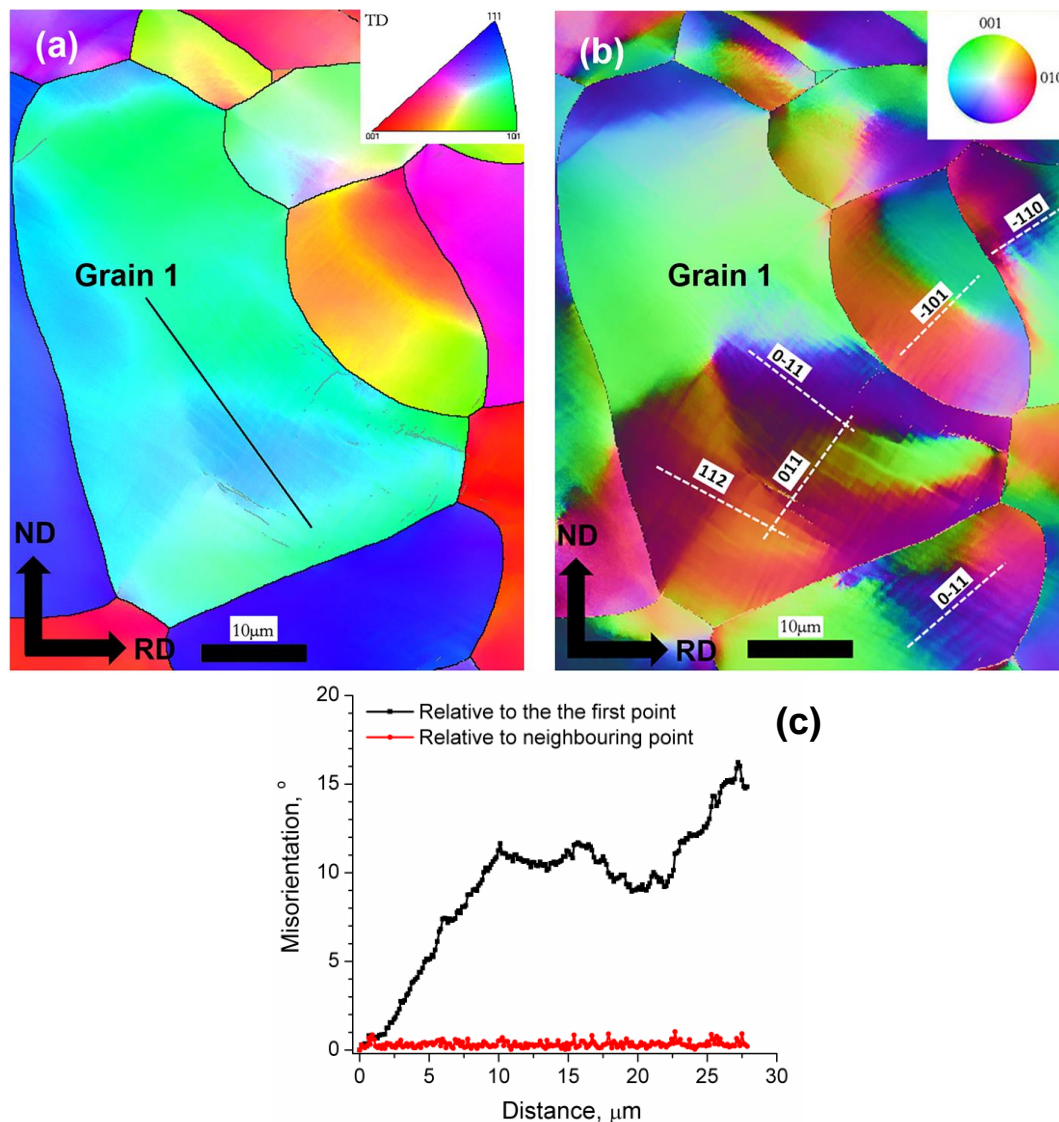 (a)
TD
111
001
101
Grain 1
ND
RD
10μm
(b)
001
010
-110
-101
Grain 1
0-11
011
112
0-11
ND
RD
10μm
(c)
20
15
10
5
0
Misorientation, °
Relative to the the first point
Relative to neighbouring point
0 5 10 15 20 25 30
Distance, μm